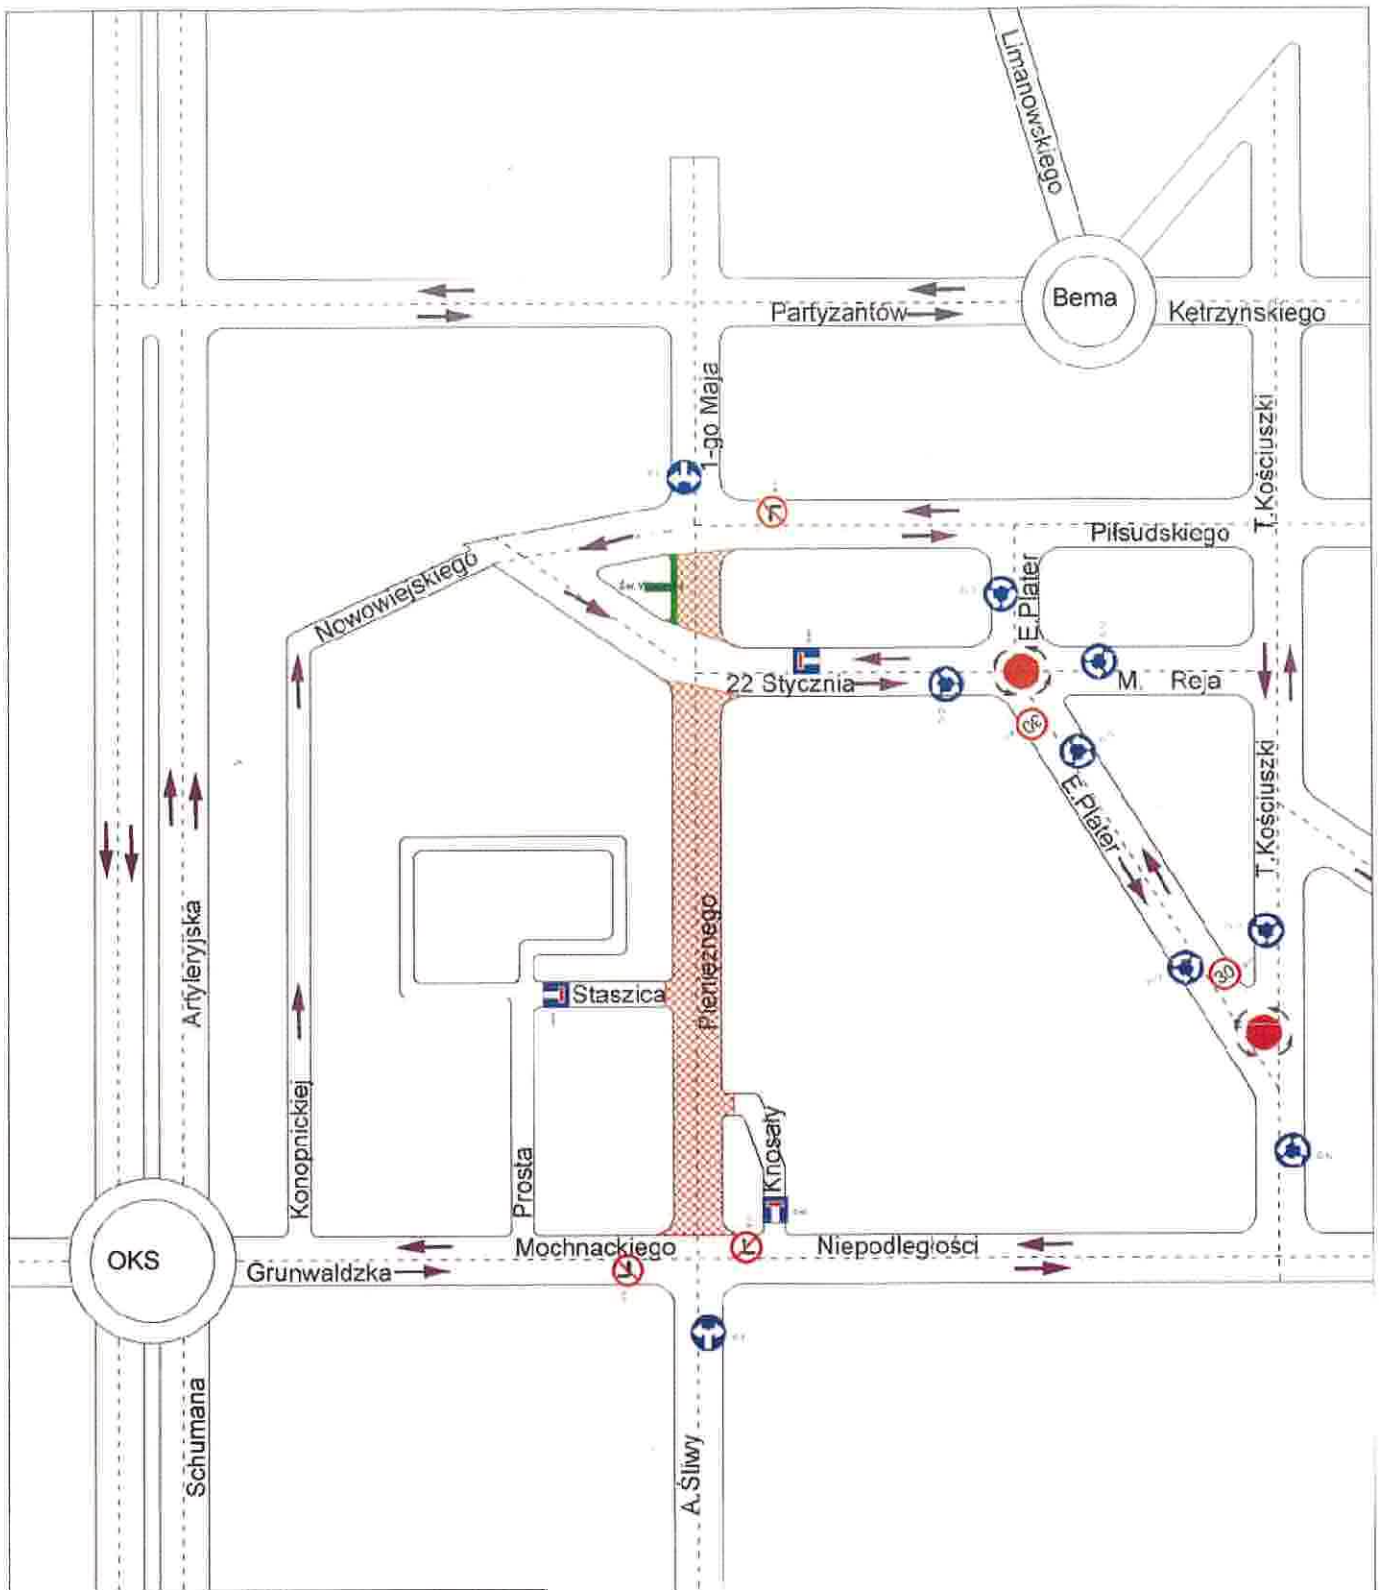 Limanowskiego
Bema
Partyzantów
Kętrzyńskiego
1-go Maja
T.Kościuszki
Piłsudskiego
E.Plater
Nowowiejskiego
22 Stycznia
M. Reja
30
E.Plater
T.Kościuszki
Artyleryjska
Pieniężnego
30
Staszica
Konopnickiej
Prosta
Knosały
OKS
Mochnackiego
Niepodległości
Grunwaldzka
Schumana
A.Śliwy